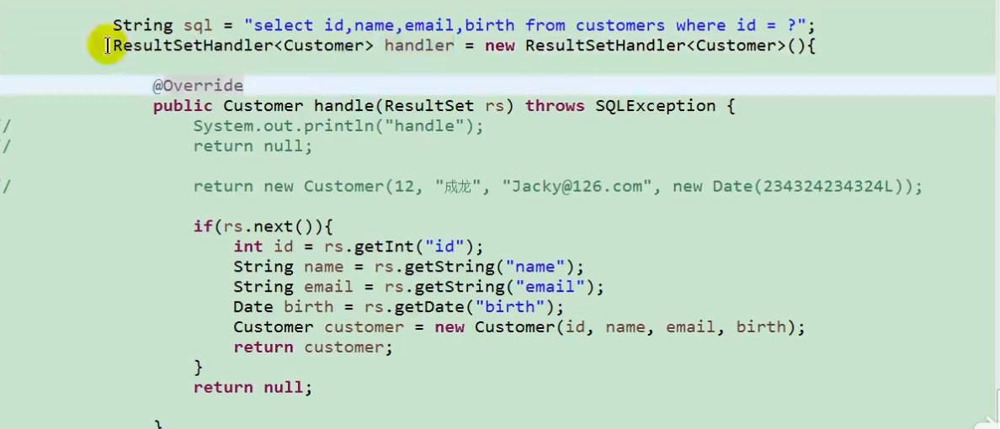 String sql = "select id,name,email,birth from customers where id = ?";
ResultSetHandler<Customer> handler = new ResultSetHandler<Customer>(){
@Override
public Customer handle(ResultSet rs) throws SQLException {
// System.out.println("handle");
// return null;
// return new Customer(12, "成龙", "Jacky@126.com", new Date(234324234324L));
if(rs.next()){
int id = rs.getInt("id");
String name = rs.getString("name");
String email = rs.getString("email");
Date birth = rs.getDate("birth");
Customer customer = new Customer(id, name, email, birth);
return customer;
}
return null;
}